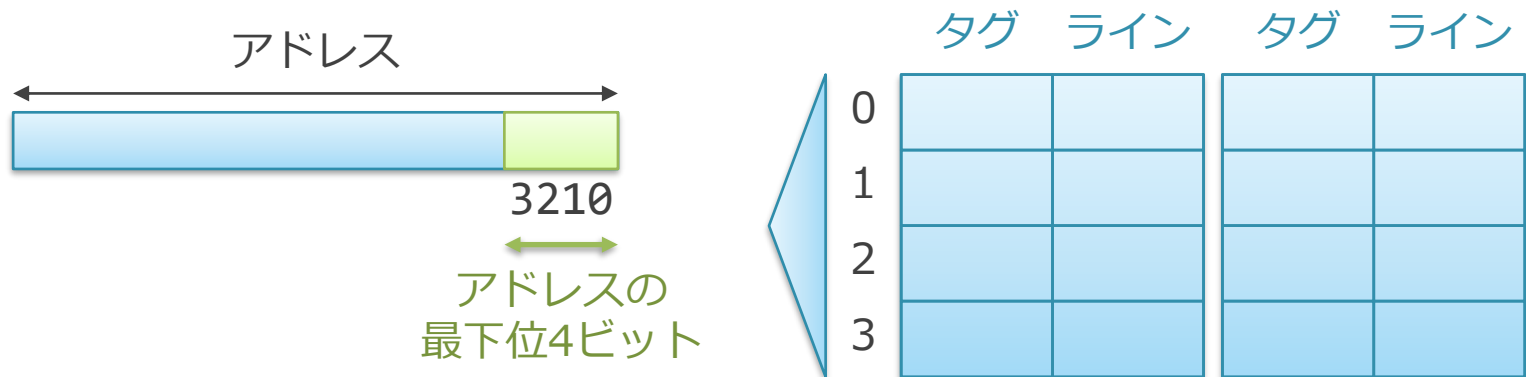 アドレス
3210
アドレスの
最下位4ビット
タグ ライン タグ ライン
0
1
2
3